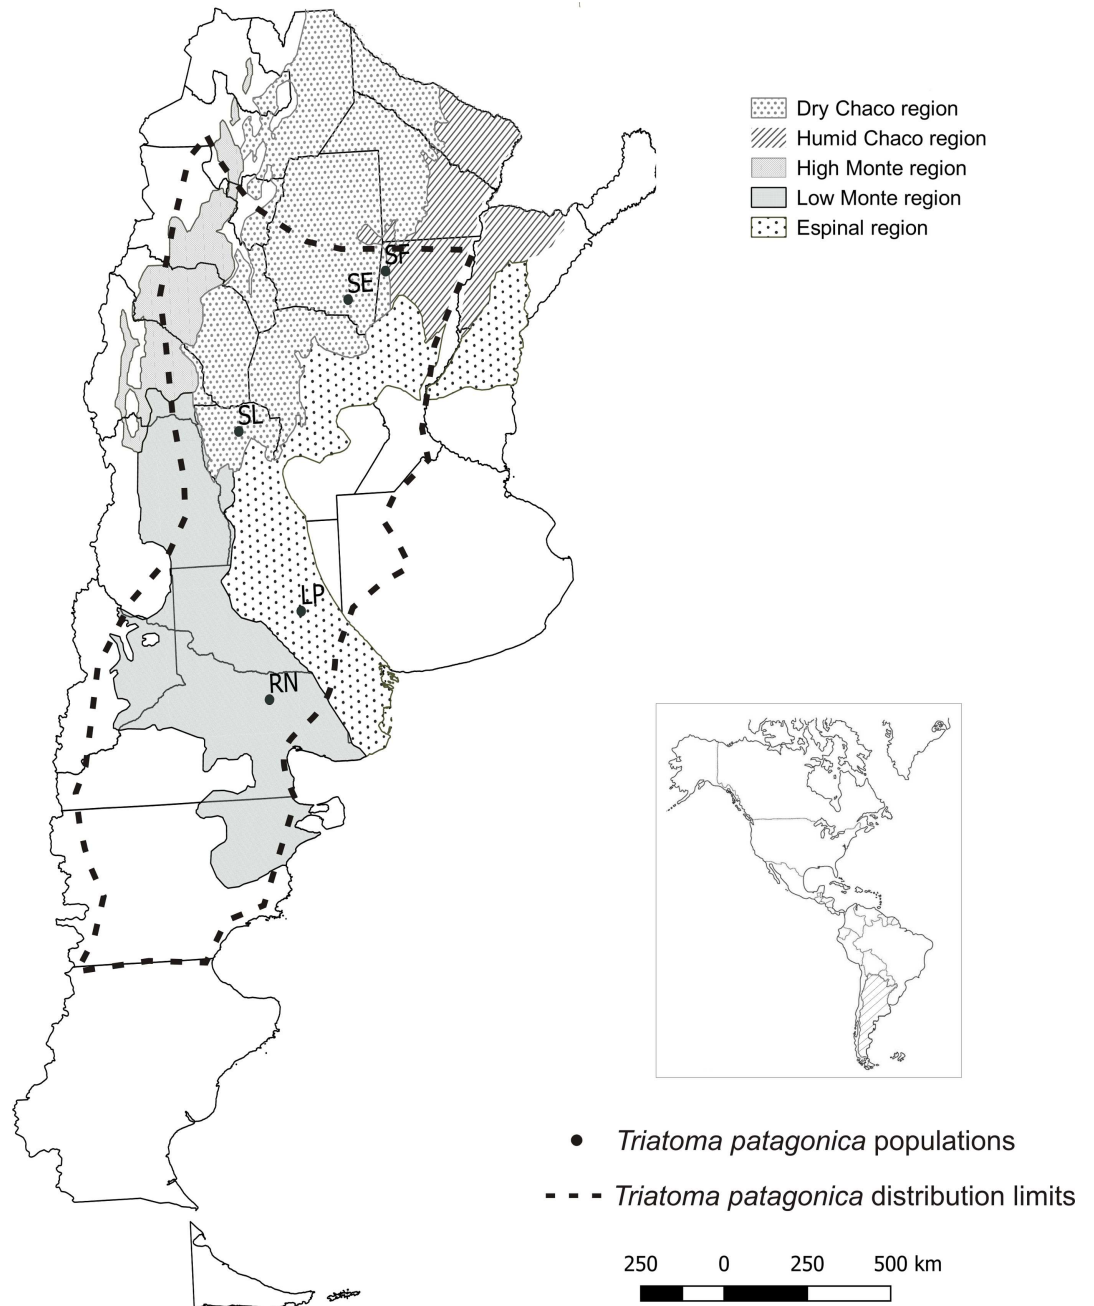 Dry Chaco region
Humid Chaco region
High Monte region
Low Monte region
Espinal region
SF
SE
SL
LP
RN
Triatoma patagonica populations
Triatoma patagonica distribution limits
250 0 250 500 km